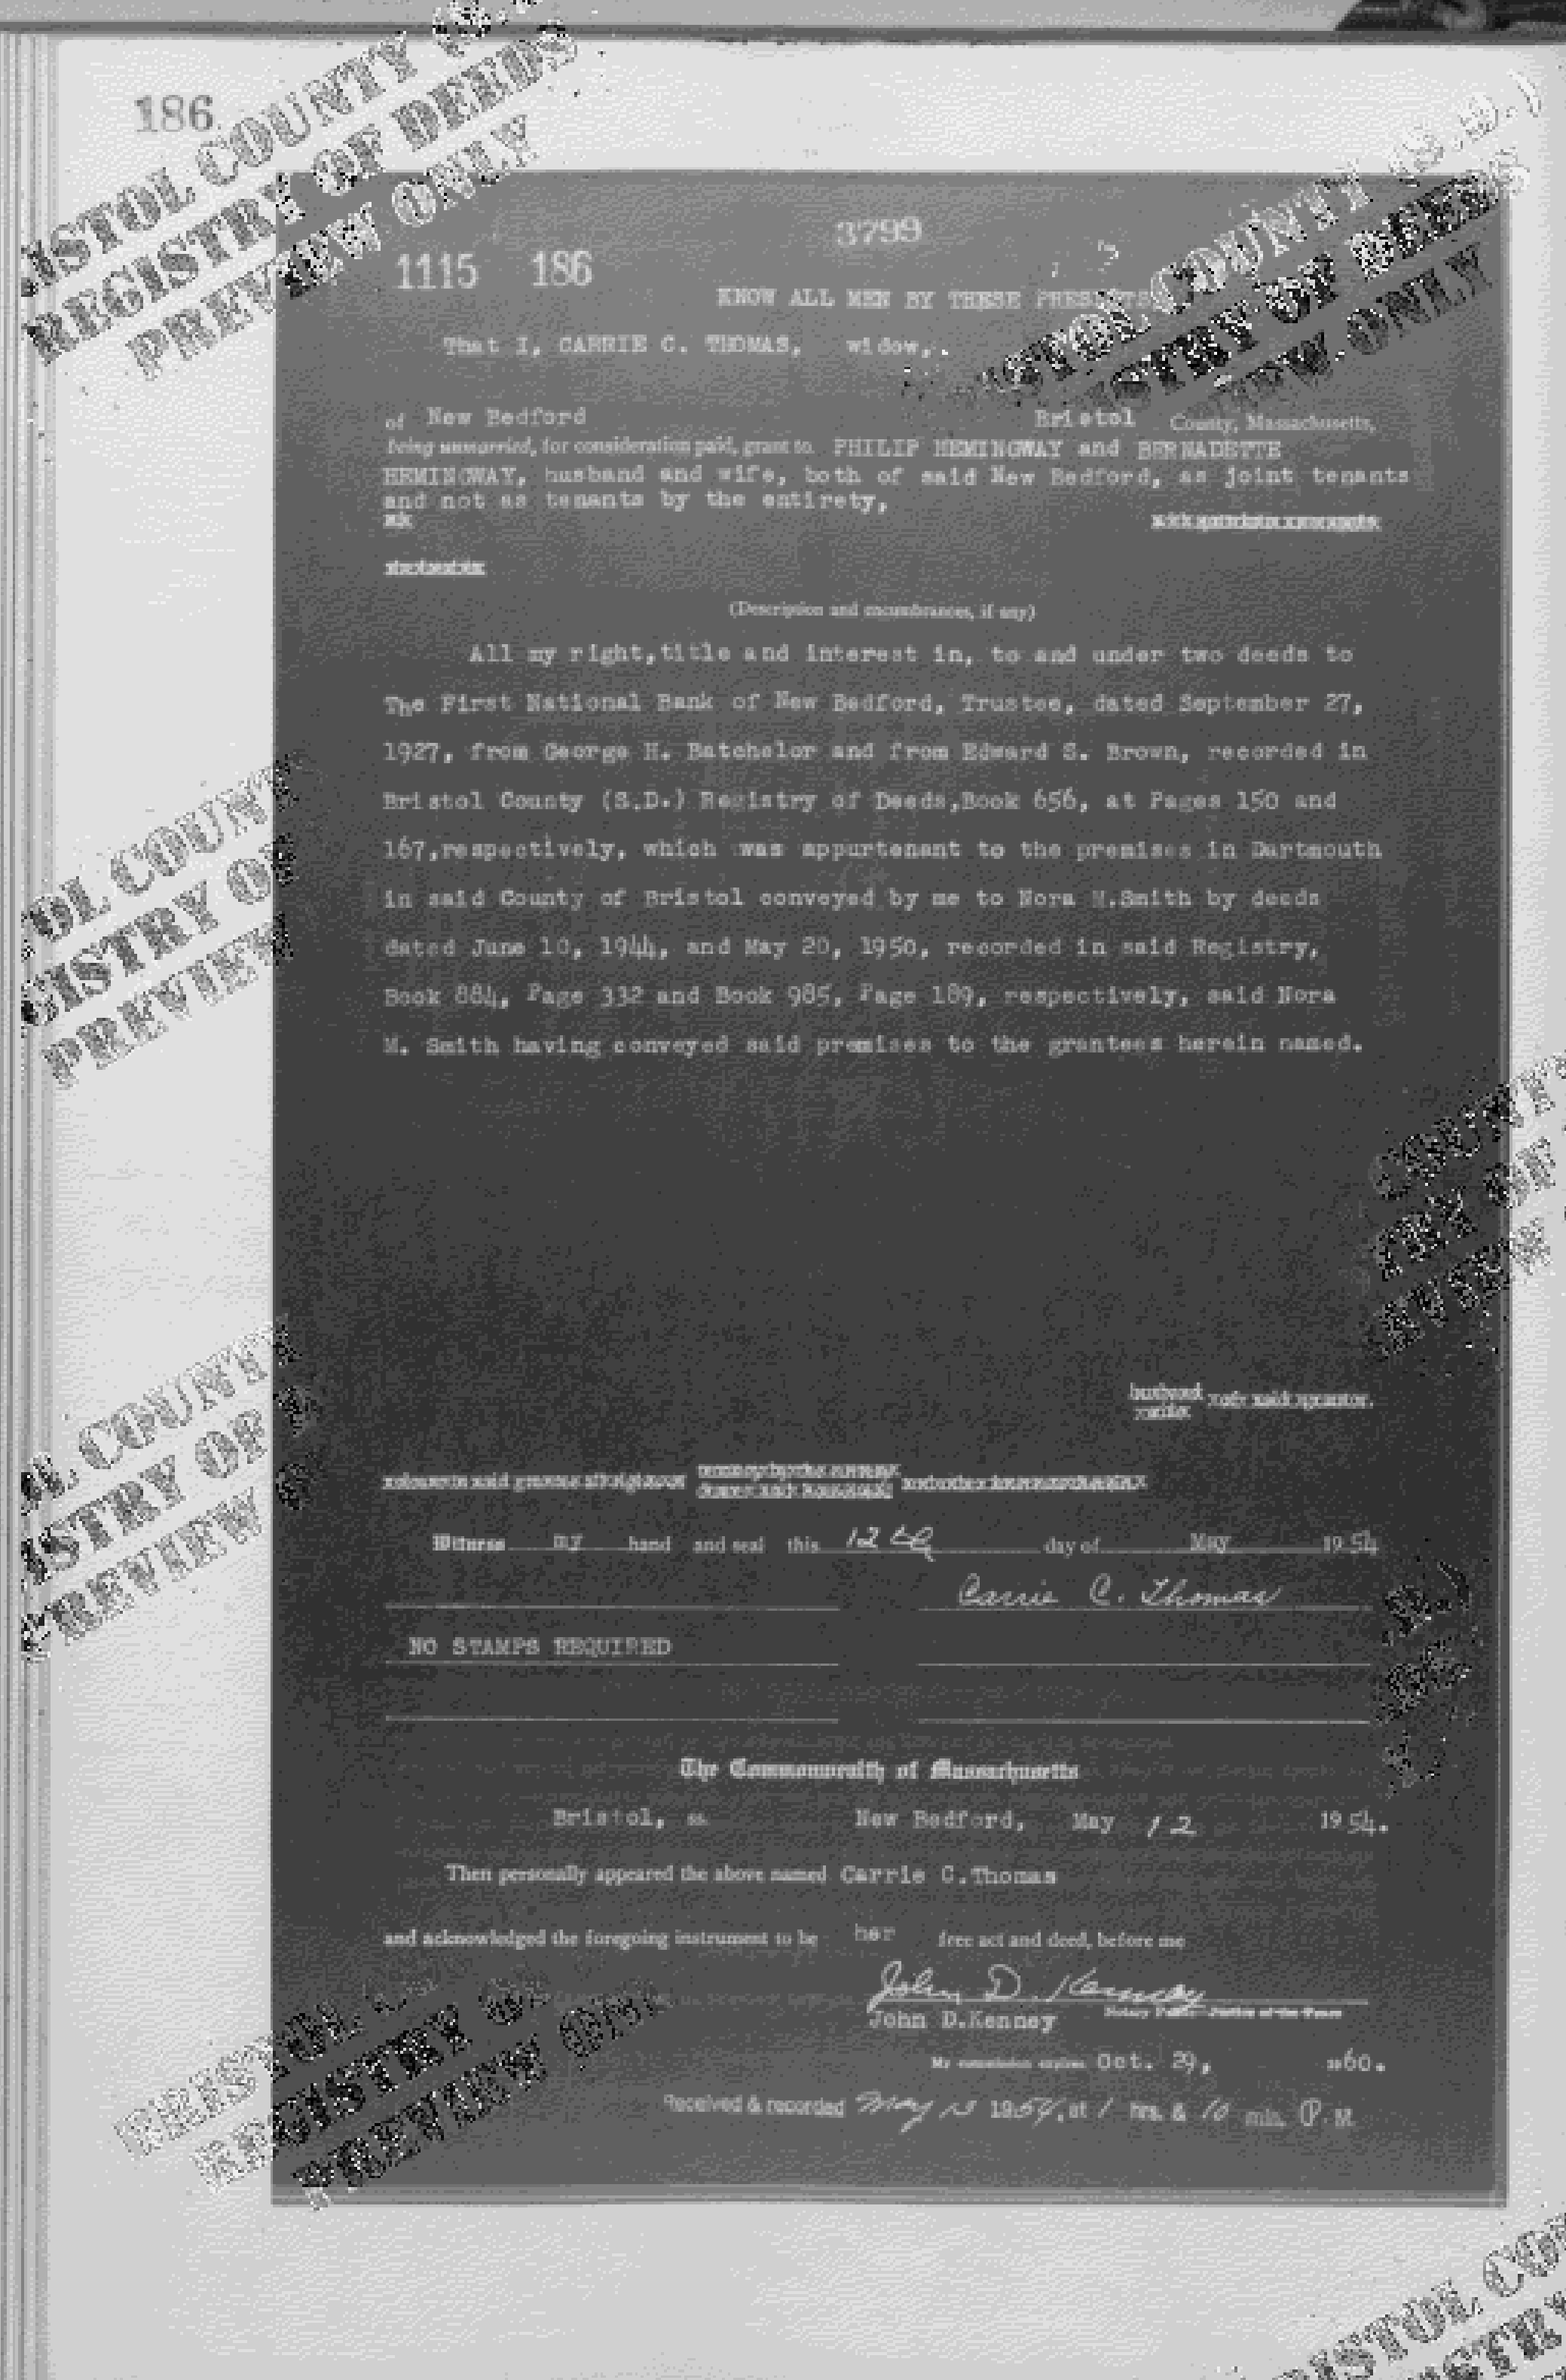 186
BRISTOL COUNTY (S.D.)
REGISTRY OF DEEDS
PREVIEW ONLY
3799
1115 186
KNOW ALL MEN BY THESE PRESENTS
That I, CARRIE C. THOMAS, widow,
of New Bedford Bristol County, Massachusetts,
being unmarried, for consideration paid, grant to PHILIP HEMINGWAY and BERNADETTE
HEMINGWAY, husband and wife, both of said New Bedford, as joint tenants
and not as tenants by the entirety,
(Description and encumbrances, if any)
All my right,title and interest in, to and under two deeds to
The First National Bank of New Bedford, Trustee, dated September 27,
1927, from George H. Batchelor and from Edward S. Brown, recorded in
Bristol County (S.D.) Registry of Deeds,Book 656, at Pages 150 and
167,respectively, which was appurtenant to the premises in Dartmouth
in said County of Bristol conveyed by me to Nora M.Smith by deeds
dated June 10, 1944, and May 20, 1950, recorded in said Registry,
Book 884, Page 332 and Book 985, Page 189, respectively, said Nora
M. Smith having conveyed said premises to the grantees herein named.
husband
Witness my hand and seal this 12th day of May 1954
Carrie C. Thomas
NO STAMPS REQUIRED
The Commonwealth of Massachusetts
Bristol, ss. New Bedford, May 12 1954.
Then personally appeared the above named Carrie C.Thomas
and acknowledged the foregoing instrument to be her free act and deed, before me
John D. Kenney
Notary Public
John D.Kenney
My commission expires Oct. 29, 1960.
Received & recorded May 1954, at 1 hrs. & 10 min. P. M.